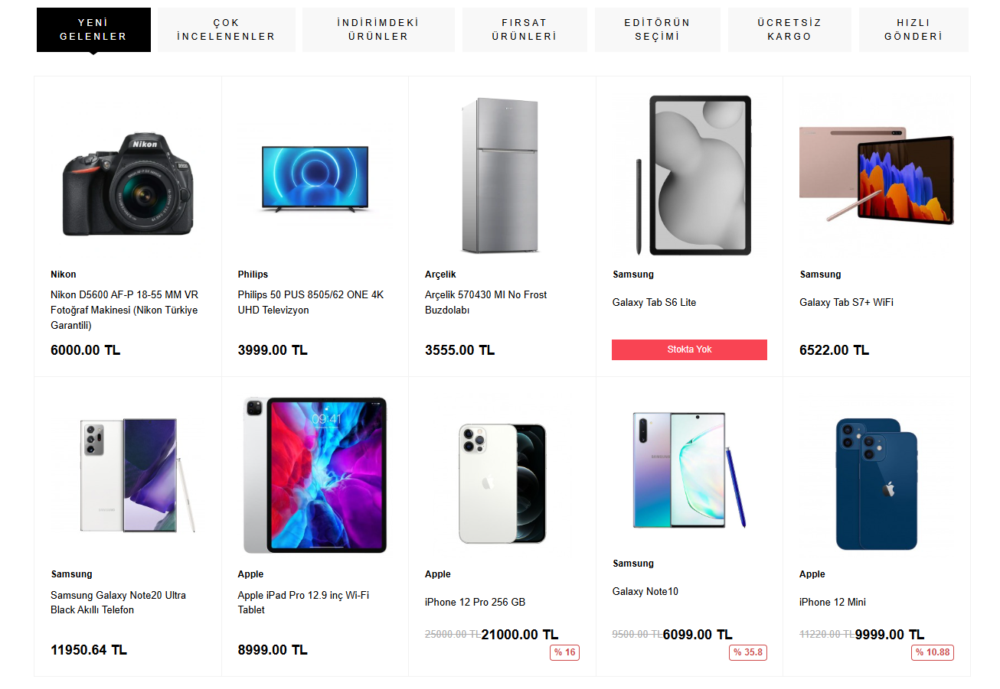 YENİ
GELENLER
ÇOK
İNCELENENLER
İNDİRİMDEKİ
ÜRÜNLER
FIRSAT
ÜRÜNLERİ
EDİTÖRÜN
SEÇİMİ
ÜCRETSİZ
KARGO
HIZLI
GÖNDERİ
Nikon
Nikon
Nikon D5600 AF-P 18-55 MM VR
Fotoğraf Makinesi (Nikon Türkiye
Garantili)
6000.00 TL
Philips
Philips 50 PUS 8505/62 ONE 4K
UHD Televizyon
3999.00 TL
Arçelik
Arçelik 570430 MI No Frost
Buzdolabı
3555.00 TL
Samsung
Galaxy Tab S6 Lite
Stokta Yok
Samsung
Galaxy Tab S7+ WiFi
6522.00 TL
SAMSUNG
Samsung
Samsung Galaxy Note20 Ultra
Black Akıllı Telefon
11950.64 TL
09:41
Apple
Apple iPad Pro 12.9 inç Wi-Fi
Tablet
8999.00 TL
Apple
iPhone 12 Pro 256 GB
25000.00 TL 21000.00 TL
% 16
SAMSUNG
Samsung
Galaxy Note10
9500.00 TL 6099.00 TL
% 35.8
Apple
iPhone 12 Mini
11220.00 TL 9999.00 TL
% 10.88